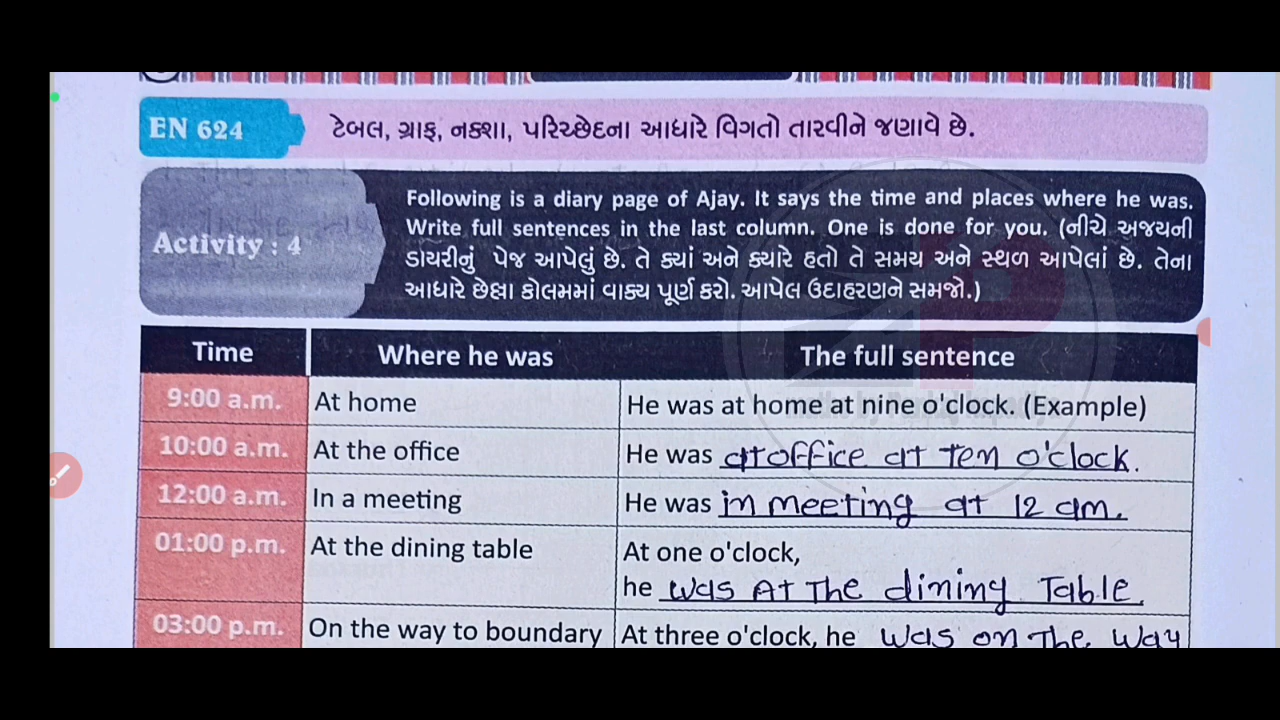 EN 624
ટેબલ, ગ્રાફ, નકશા, પરિચ્છેદના આધારે વિગતો તારવીને જણાવે છે.
Activity : 4
Following is a diary page of Ajay. It says the time and places where he was.
Write full sentences in the last column. One is done for you. (નીચે અજયની
ડાયરીનું પેજ આપેલું છે. તે ક્યાં અને ક્યારે હતો તે સમય અને સ્થળ આપેલાં છે. તેના
આધારે છેલ્લા કોલમમાં વાક્ય પૂર્ણ કરો. આપેલ ઉદાહરણને સમજો.)
Time Where he was The full sentence
9:00 a.m. At home He was at home at nine o'clock. (Example)
10:00 a.m. At the office He was at office at ten o'clock.
12:00 a.m. In a meeting He was in meeting at 12 am.
01:00 p.m. At the dining table At one o'clock,
he was At The dining Table
03:00 p.m. On the way to boundary At three o'clock, he was on The way